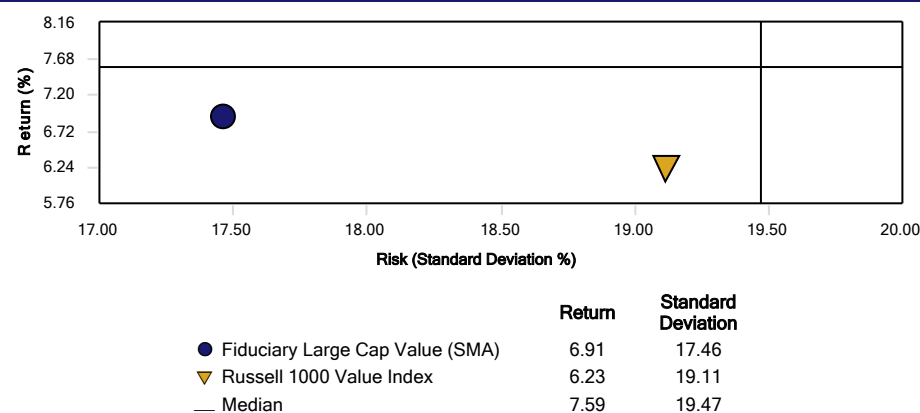 8.16
7.68
7.20
6.72
6.24
5.76
Return (%)
17.00 17.50 18.00 18.50 19.00 19.50 20.00
Risk (Standard Deviation %)
Return Standard Deviation
Fiduciary Large Cap Value (SMA) 6.91 17.46
Russell 1000 Value Index 6.23 19.11
Median 7.59 19.47